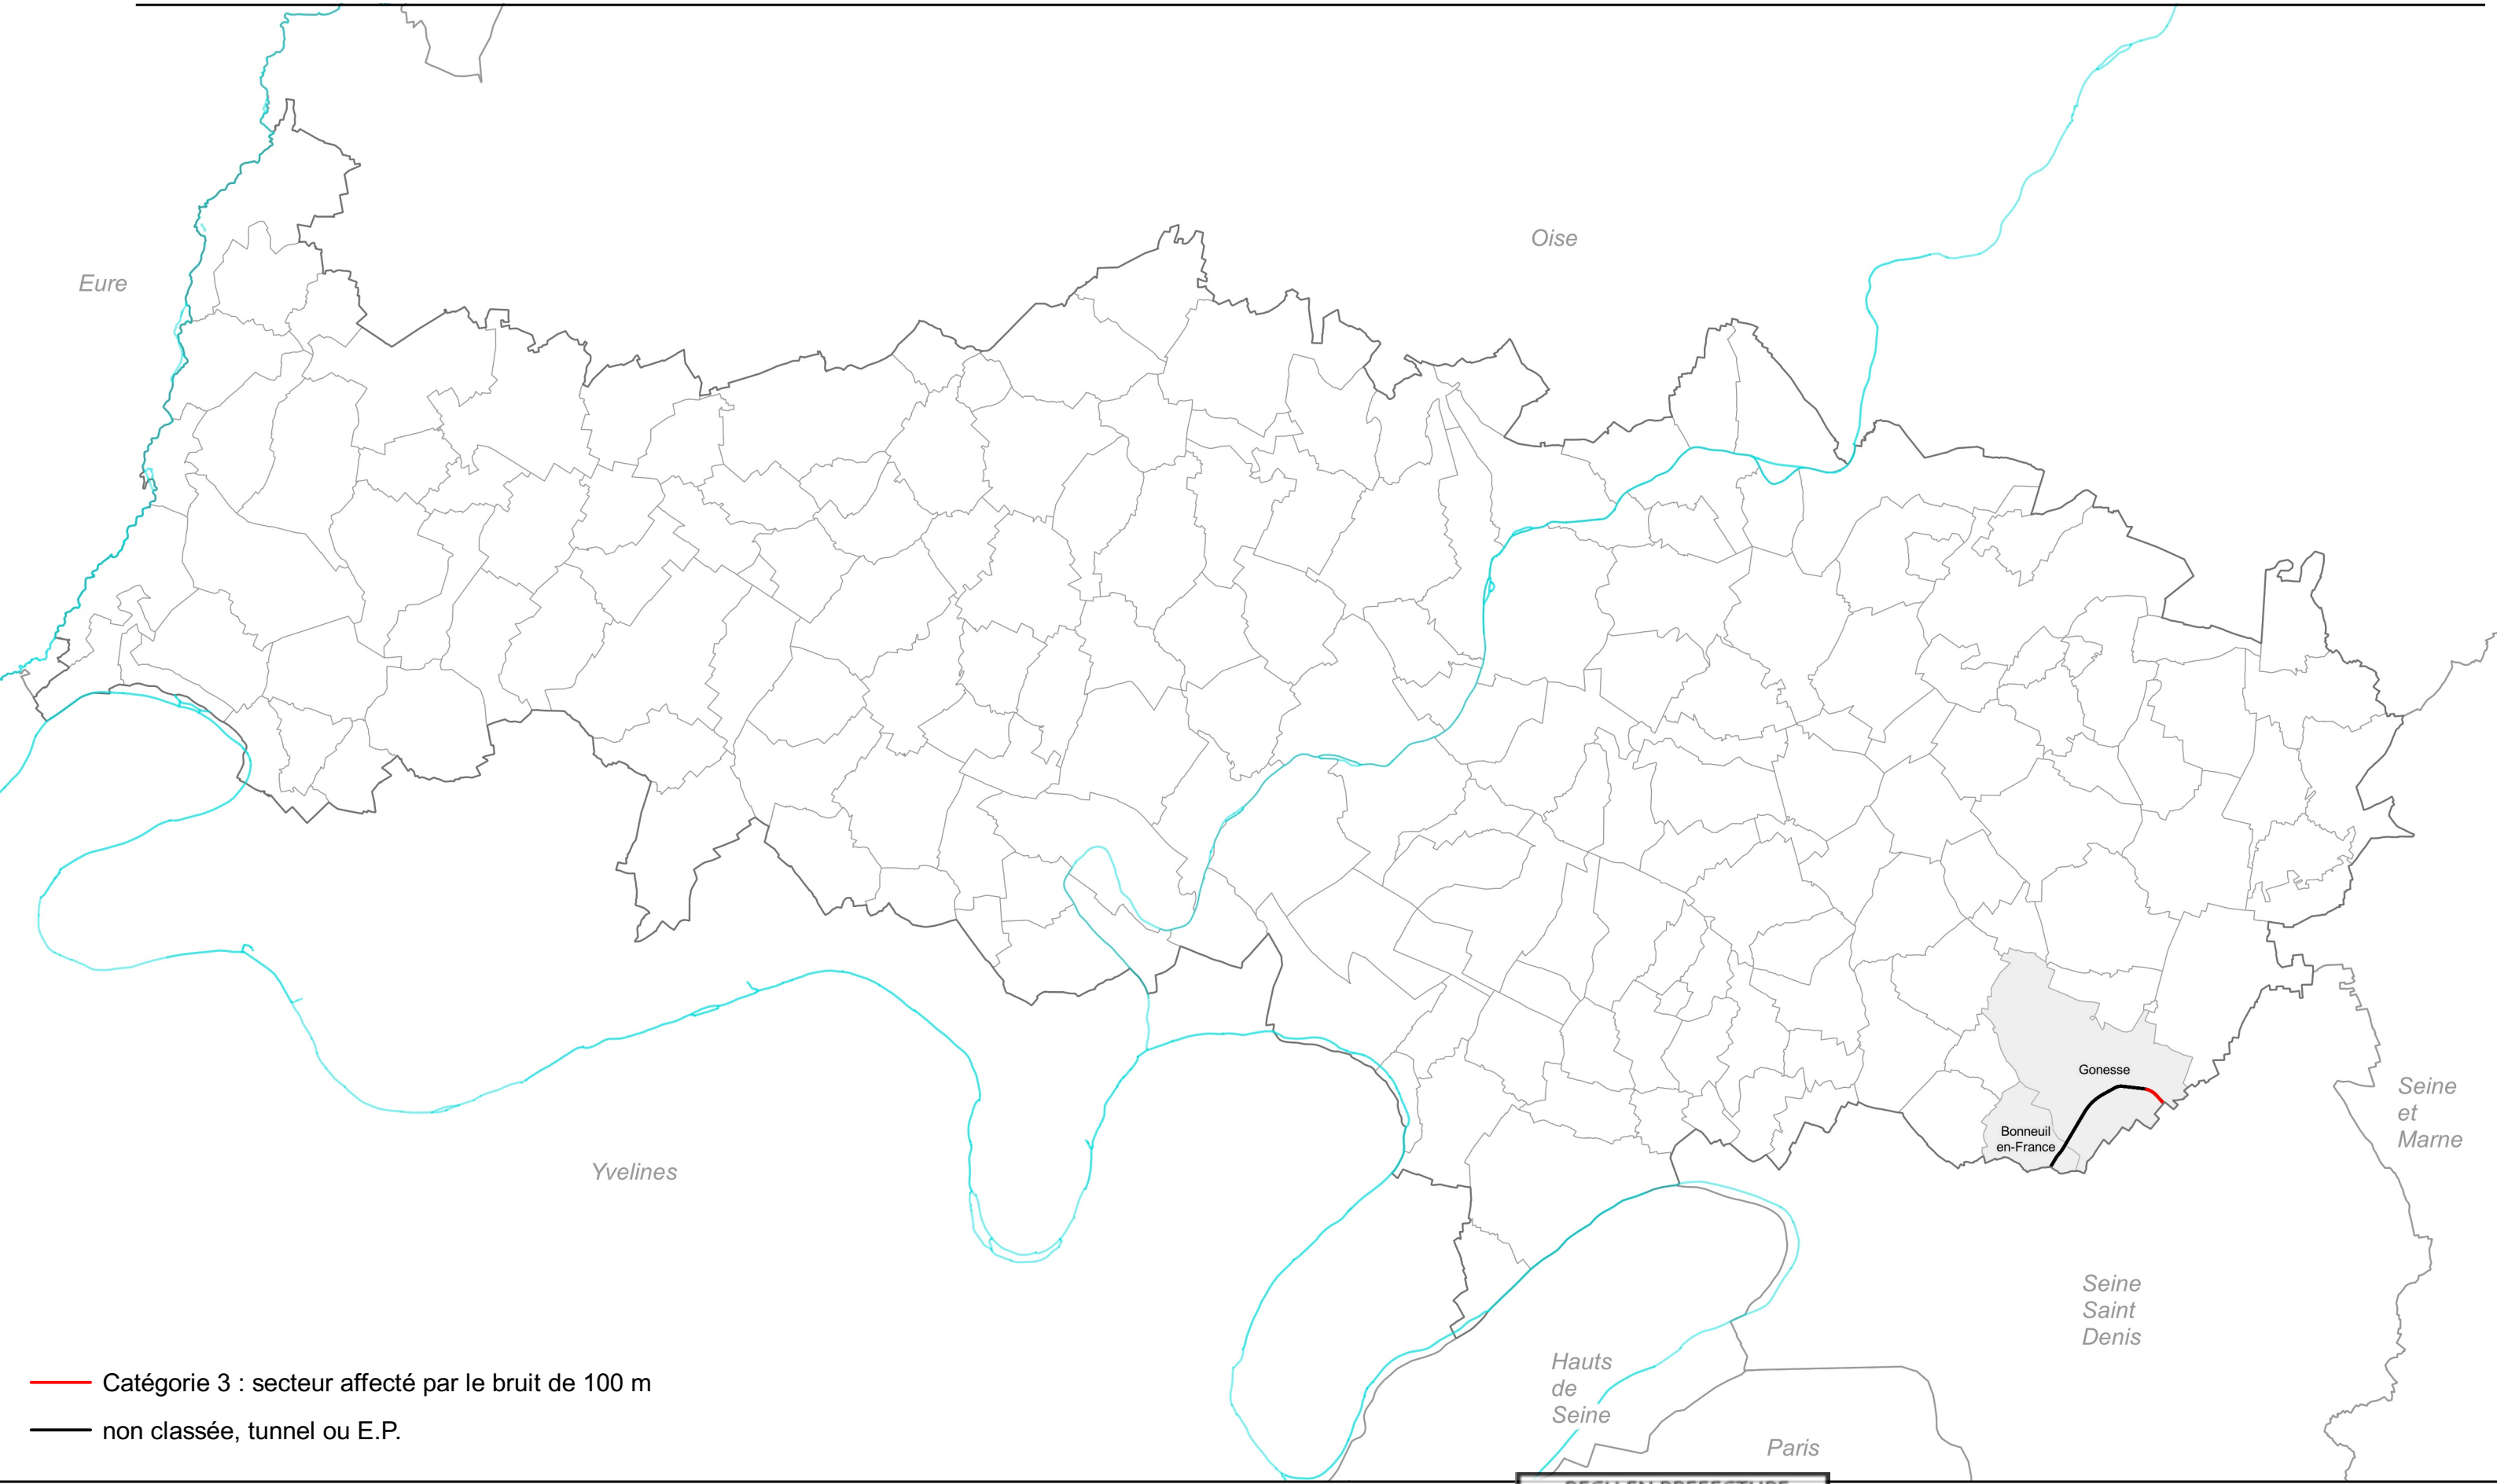 Oise
Eure
Gonesse
Seine
et
Marne
Bonneuil
en-France
Yvelines
Seine
Saint
Denis
Hauts
de
Seine
Catégorie 3 : secteur affecté par le bruit de 100 m
non classée, tunnel ou E.P.
Paris